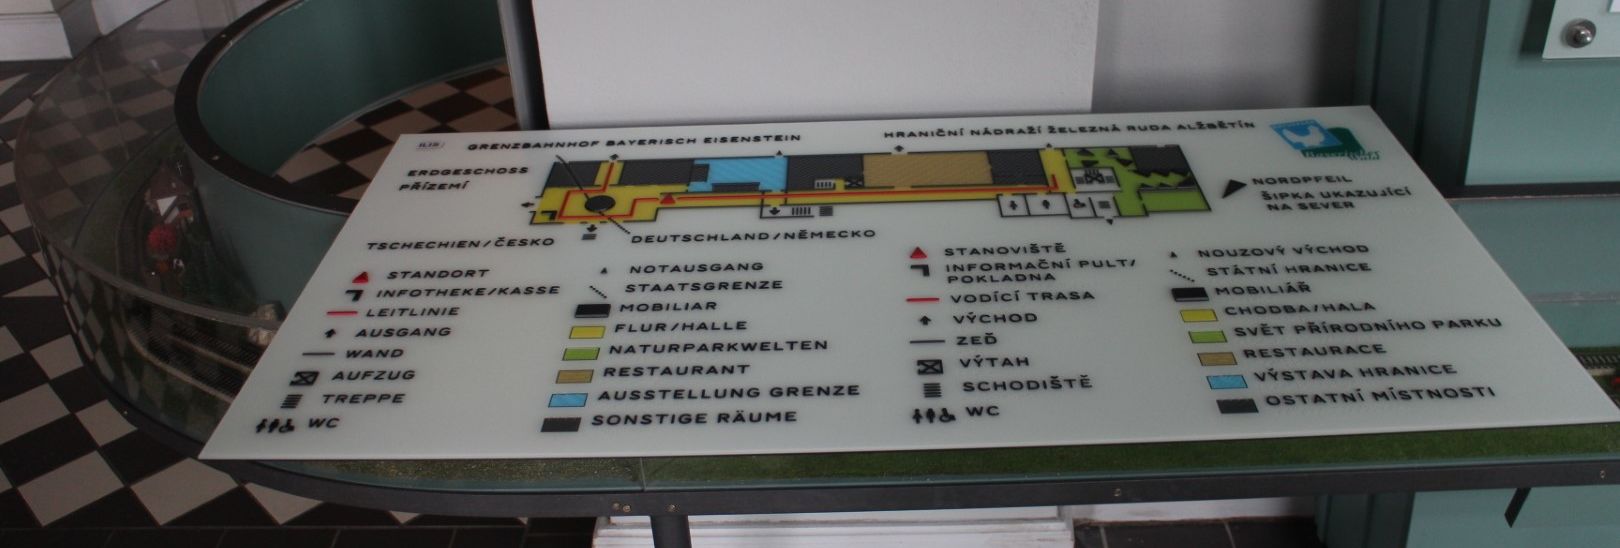 ILIS
GRENZBAHNHOF BAYERISCH EISENSTEIN
HRANIČNÍ NÁDRAŽÍ ŽELEZNÁ RUDA ALŽBĚTÍN
ERDGESCHOSS
PŘÍZEMÍ
NORDPFEIL
ŠIPKA UKAZUJÍCÍ
NA SEVER
TSCHECHIEN/ČESKO
DEUTSCHLAND/NĚMECKO
STANDORT
INFOTHEKE/KASSE
LEITLINIE
AUSGANG
WAND
AUFZUG
TREPPE
WC
NOTAUSGANG
STAATSGRENZE
MOBILIAR
FLUR/HALLE
NATURPARKWELTEN
RESTAURANT
AUSSTELLUNG GRENZE
SONSTIGE RÄUME
STANOVIŠTĚ
INFORMAČNÍ PULT/
POKLADNA
VODÍCÍ TRASA
VÝCHOD
ZEĎ
VÝTAH
SCHODIŠTĚ
WC
NOUZOVÝ VÝCHOD
STÁTNÍ HRANICE
MOBILIÁŘ
CHODBA/HALA
SVĚT PŘÍRODNÍHO PARKU
RESTAURACE
VÝSTAVA HRANICE
OSTATNÍ MÍSTNOSTI